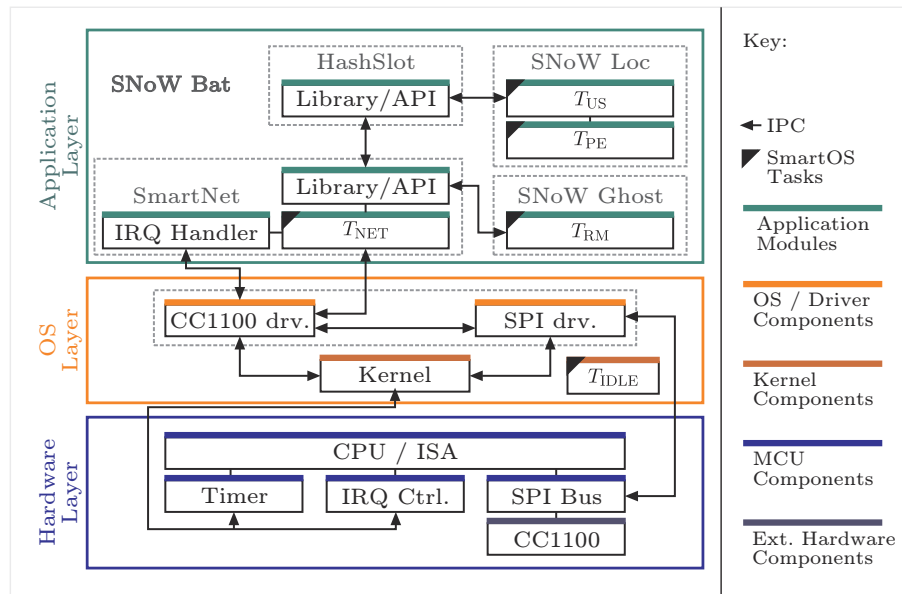 SNoW Bat
HashSlot
Library/API
SNoW Loc
T_US
T_PE
Library/API
SmartNet
IRQ Handler
T_NET
SNoW Ghost
T_RM
Application
Layer
CC1100 drv.
SPI drv.
Kernel
T_IDLE
OS
Layer
CPU / ISA
Timer
IRQ Ctrl.
SPI Bus
CC1100
Hardware
Layer
Key:
IPC
SmartOS
Tasks
Application
Modules
OS / Driver
Components
Kernel
Components
MCU
Components
Ext. Hardware
Components